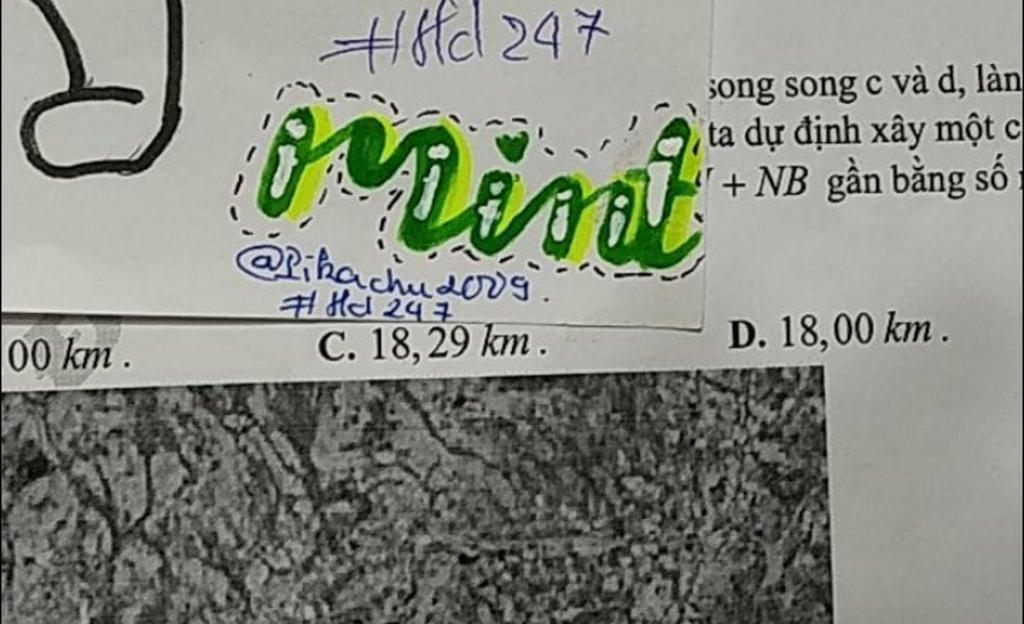 #Hd 247
song song c và d, làn
ta dự định xây một c
+ NB gần bằng số
mint
@Pikachu2009.
#Hd 247
00 km.
C. 18,29 km.
D. 18,00 km.